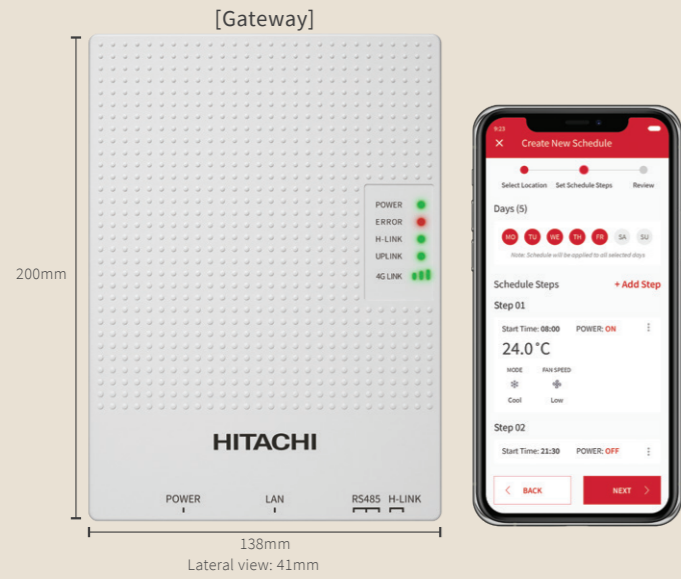 [Gateway]
200mm
POWER
ERROR
H-LINK
UPLINK
4G LINK
HITACHI
POWER LAN RS485 H-LINK
138mm
Lateral view: 41mm
9:23
Create New Schedule
Select Location Set Schedule Steps Review
Days (5)
MO TU WE TH FR SA SU
Note: Schedule will be applied to all selected days
Schedule Steps + Add Step
Step 01
Start Time: 08:00 POWER: ON
24.0°C
MODE FAN SPEED
Cool Low
Step 02
Start Time: 21:30 POWER: OFF
BACK NEXT